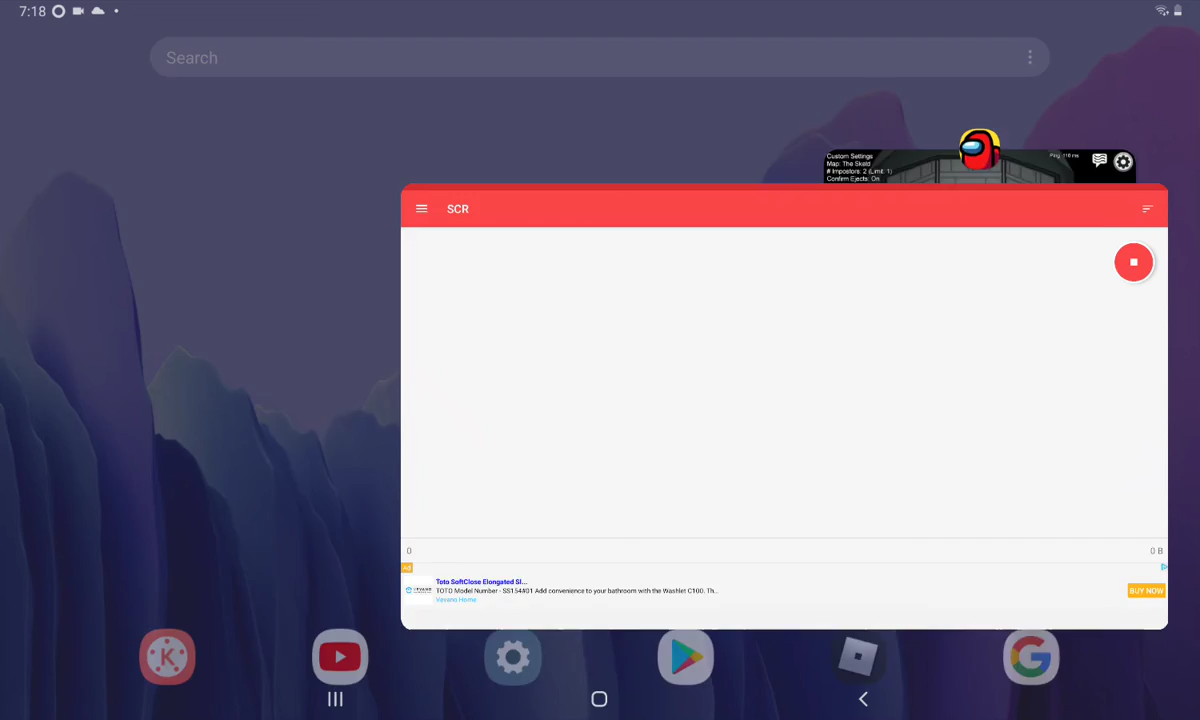 7:18
Search
Custom Settings
Map: The Skeld
# Impostors: 2 (Limit: 1)
Confirm Ejects: On
Ping: 116 ms
SCR
0
0 B
Ad
Toto SoftClose Elongated Sl...
TOTO Model Number - SS154#01 Add convenience to your bathroom with the Washlet C100. Th...
Vevano Home
BUY NOW
K
G